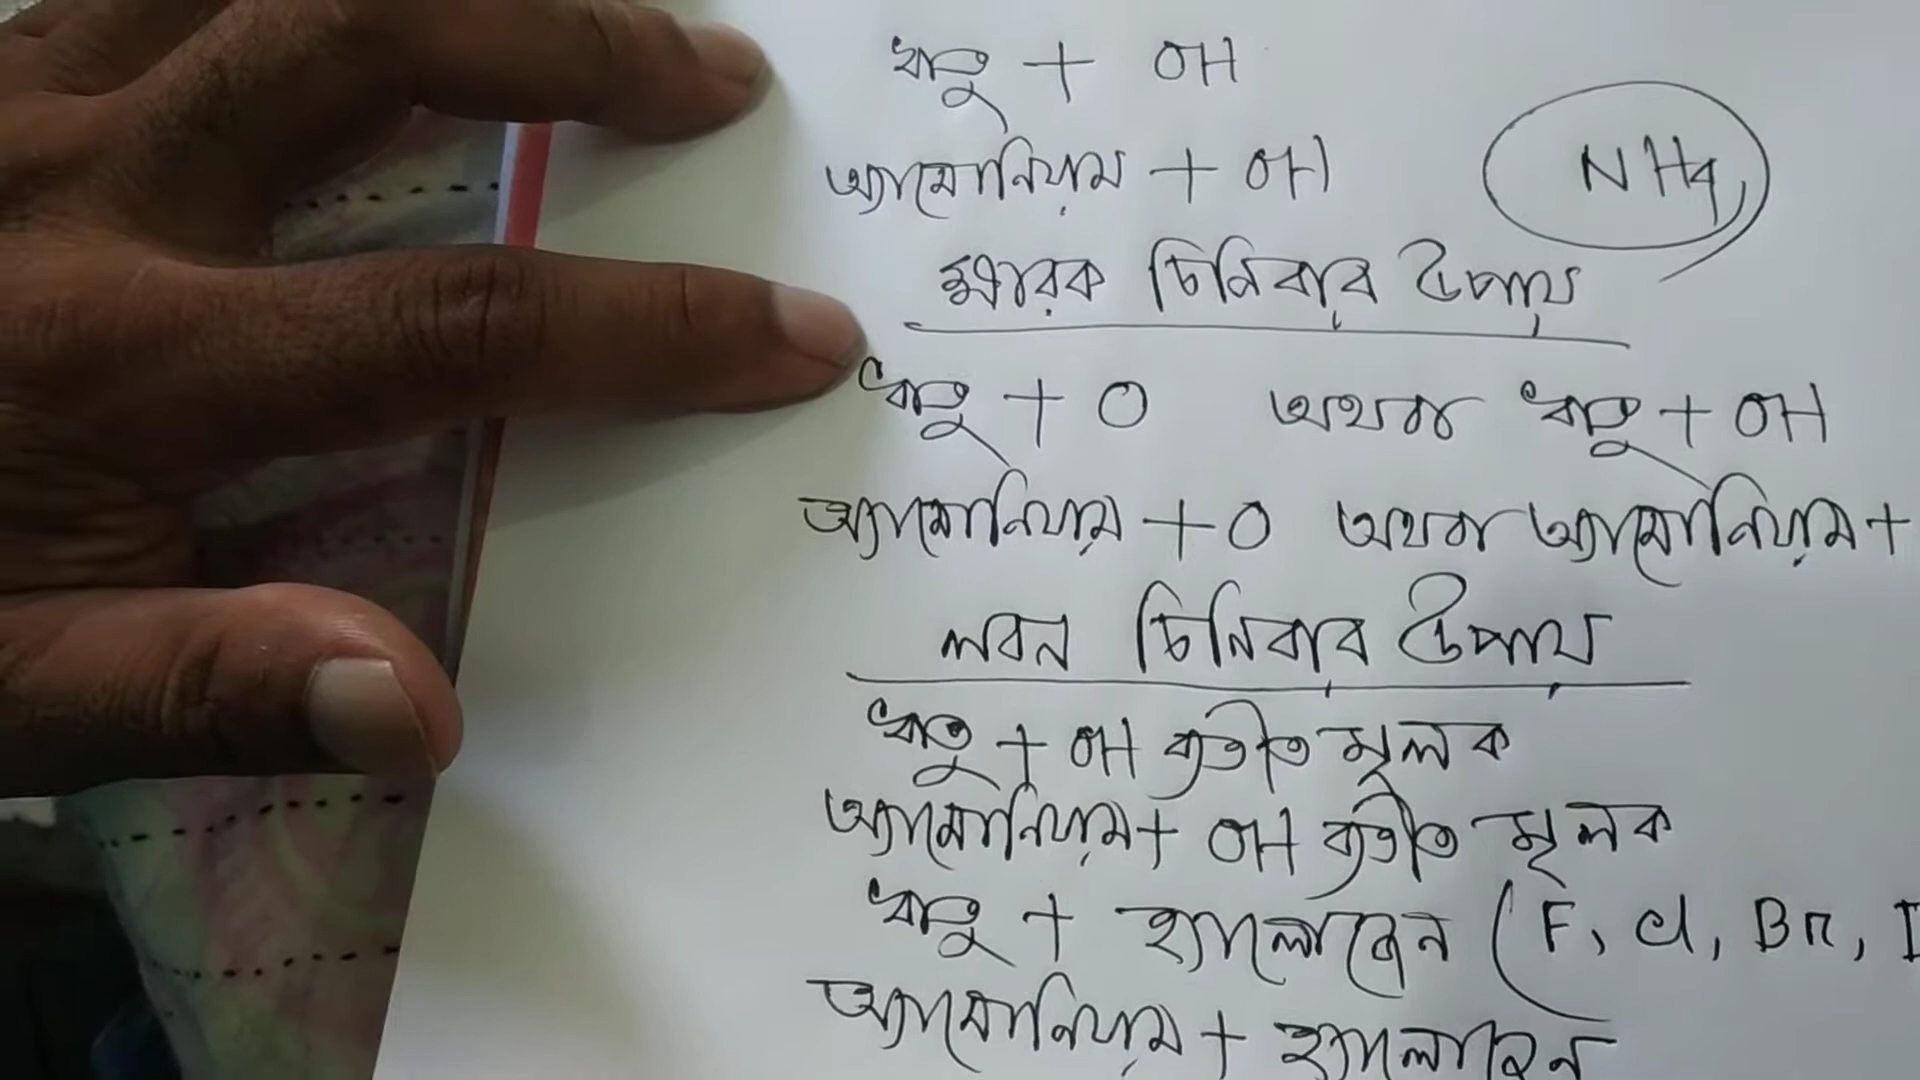 ধাতু + OH
অ্যামোনিয়াম + OH
NH4
ক্ষারক চিনিবার উপায়
ধাতু + O অথবা ধাতু + OH
অ্যামোনিয়াম + O অথবা অ্যামোনিয়াম +
লবন চিনিবার উপায়
ধাতু + OH ব্যতীত মূলক
অ্যামোনিয়াম + OH ব্যতীত মূলক
ধাতু + হ্যালোজেন (F, Cl, Br, I
অ্যামোনিয়াম + হ্যালোজেন